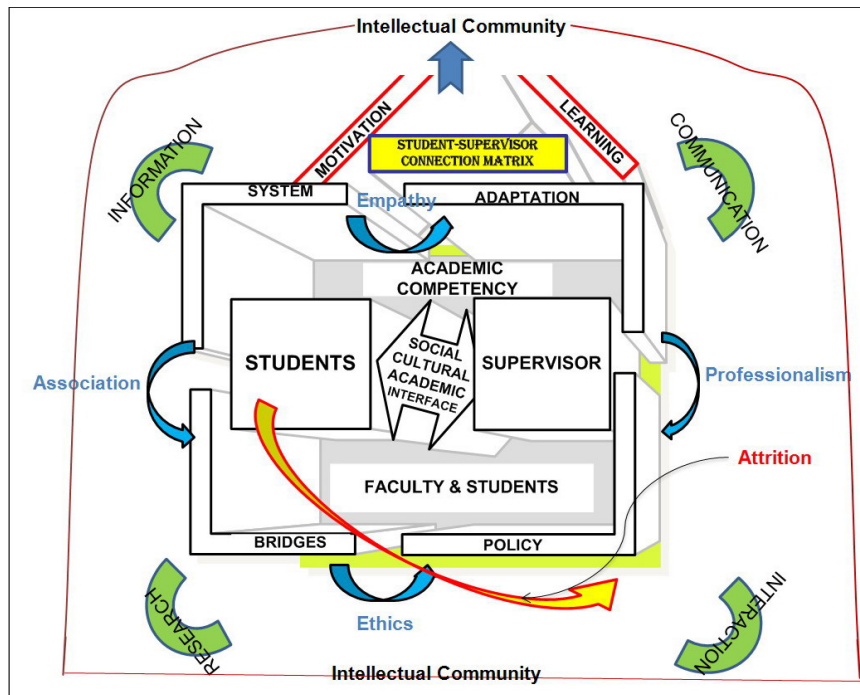 Intellectual Community
MOTIVATION
LEARNING
STUDENT-SUPERVISOR
CONNECTION MATRIX
INFORMATION
COMMUNICATION
SYSTEM
Empathy
ADAPTATION
ACADEMIC
COMPETENCY
STUDENTS
SOCIAL
CULTURAL
ACADEMIC
INTERFACE
SUPERVISOR
Association
Professionalism
Attrition
FACULTY & STUDENTS
BRIDGES
POLICY
Ethics
RESEARCH
INTERACTION
Intellectual Community